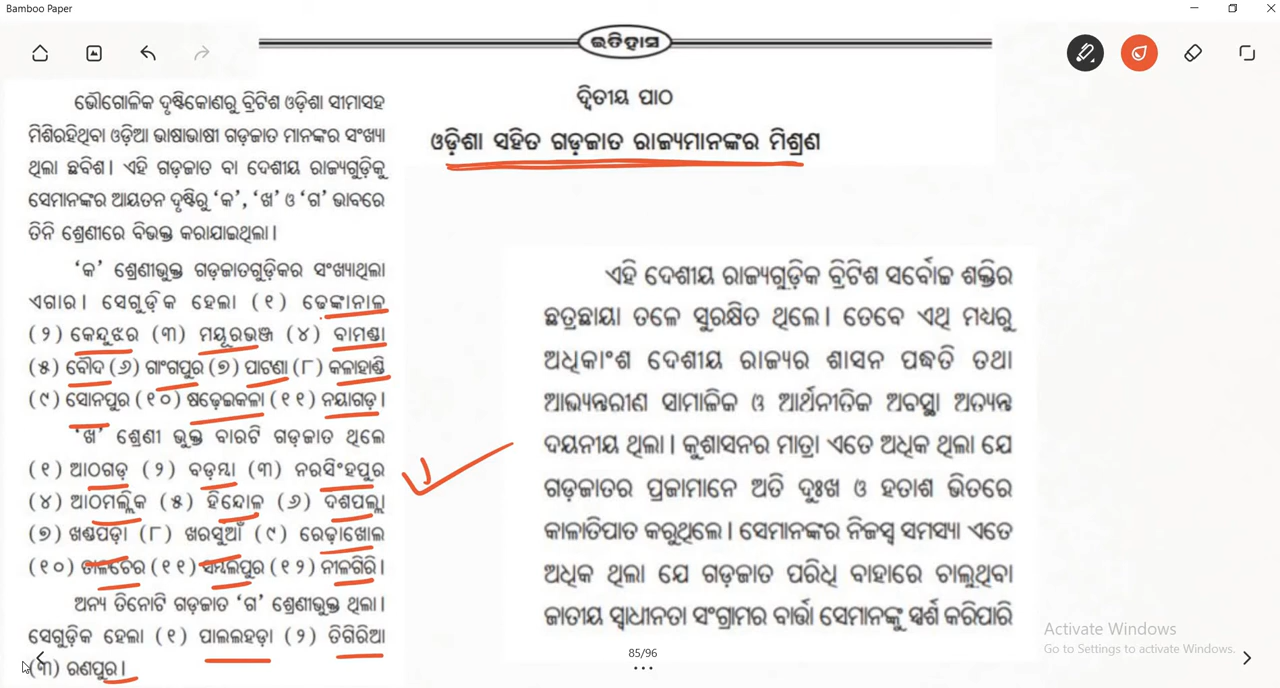 Bamboo Paper
ଇତିହାସ
ଦ୍ୱିତୀୟ ପାଠ
ଓଡ଼ିଶା ସହିତ ଗଡ଼ଜାତ ରାଜ୍ୟମାନଙ୍କର ମିଶ୍ରଣ
ଭୌଗୋଳିକ ଦୃଷ୍ଟିକୋଣରୁ ବ୍ରିଟିଶ ଓଡ଼ିଶା ସୀମାସହ
ମିଶିରହିଥିବା ଓଡ଼ିଆ ଭାଷାଭାଷୀ ଗଡ଼ଜାତ ମାନଙ୍କର ସଂଖ୍ୟା
ଥିଲା ଛବିଶ। ଏହି ଗଡ଼ଜାତ ବା ଦେଶୀୟ ରାଜ୍ୟଗୁଡ଼ିକୁ
ସେମାନଙ୍କର ଆୟତନ ଦୃଷ୍ଟିରୁ ‘କ’, ‘ଖ’ ଓ ‘ଗ’ ଭାବରେ
ତିନି ଶ୍ରେଣୀରେ ବିଭକ୍ତ କରାଯାଇଥିଲା।
‘କ’ ଶ୍ରେଣୀଭୁକ୍ତ ଗଡ଼ଜାତଗୁଡ଼ିକର ସଂଖ୍ୟାଥିଲା
ଏଗାର। ସେଗୁଡ଼ିକ ହେଲା (୧) ଢେଙ୍କାନାଳ
(୨) କେନ୍ଦୁଝର (୩) ମୟୂରଭଞ୍ଜ (୪) ବାମଣ୍ଡା
(୫) ବୌଦ (୬) ଗାଂଗପୁର (୭) ପାଟଣା (୮) କଳାହାଣ୍ଡି
(୯) ସୋନପୁର (୧୦) ଷଢ଼େଇକଳା (୧୧) ନୟାଗଡ଼।
‘ଖ’ ଶ୍ରେଣୀ ଭୁକ୍ତ ବାରଟି ଗଡ଼ଜାତ ଥିଲେ
(୧) ଆଠଗଡ଼ (୨) ବଡ଼ମ୍ବା (୩) ନରସିଂହପୁର
(୪) ଆଠମଲ୍ଲିକ (୫) ହିନ୍ଦୋଳ (୬) ଦଶପଲ୍ଲା
(୭) ଖଣ୍ଡପଡ଼ା (୮) ଖରସୁଆଁ (୯) ରେଢ଼ାଖୋଲ
(୧୦) ତାଳଚେର (୧୧) ସମ୍ବଲପୁର (୧୨) ନୀଳଗିରି।
ଅନ୍ୟ ତିନୋଟି ଗଡ଼ଜାତ ‘ଗ’ ଶ୍ରେଣୀଭୁକ୍ତ ଥିଲା।
ସେଗୁଡ଼ିକ ହେଲା (୧) ପାଲଲହଡ଼ା (୨) ତିଗିରିଆ
(୩) ରଣପୁର।
ଏହି ଦେଶୀୟ ରାଜ୍ୟଗୁଡ଼ିକ ବ୍ରିଟିଶ ସର୍ବୋଚ୍ଚ ଶକ୍ତିର
ଛତ୍ରଛାୟା ତଳେ ସୁରକ୍ଷିତ ଥିଲେ। ତେବେ ଏଥି ମଧ୍ୟରୁ
ଅଧିକାଂଶ ଦେଶୀୟ ରାଜ୍ୟର ଶାସନ ପଦ୍ଧତି ତଥା
ଆଭ୍ୟନ୍ତରୀଣ ସାମାଜିକ ଓ ଆର୍ଥନୀତିକ ଅବସ୍ଥା ଅତ୍ୟନ୍ତ
ଦୟନୀୟ ଥିଲା। କୁଶାସନର ମାତ୍ରା ଏତେ ଅଧିକ ଥିଲା ଯେ
ଗଡ଼ଜାତର ପ୍ରଜାମାନେ ଅତି ଦୁଃଖ ଓ ହତାଶ ଭିତରେ
କାଳାତିପାତ କରୁଥିଲେ। ସେମାନଙ୍କର ନିଜସ୍ୱ ସମସ୍ୟା ଏତେ
ଅଧିକ ଥିଲା ଯେ ଗଡ଼ଜାତ ପରିଧି ବାହାରେ ଚାଲୁଥିବା
ଜାତୀୟ ସ୍ୱାଧୀନତା ସଂଗ୍ରାମର ବାର୍ତ୍ତା ସେମାନଙ୍କୁ ସ୍ପର୍ଶ କରିପାରି
85/96
Activate Windows
Go to Settings to activate Windows.